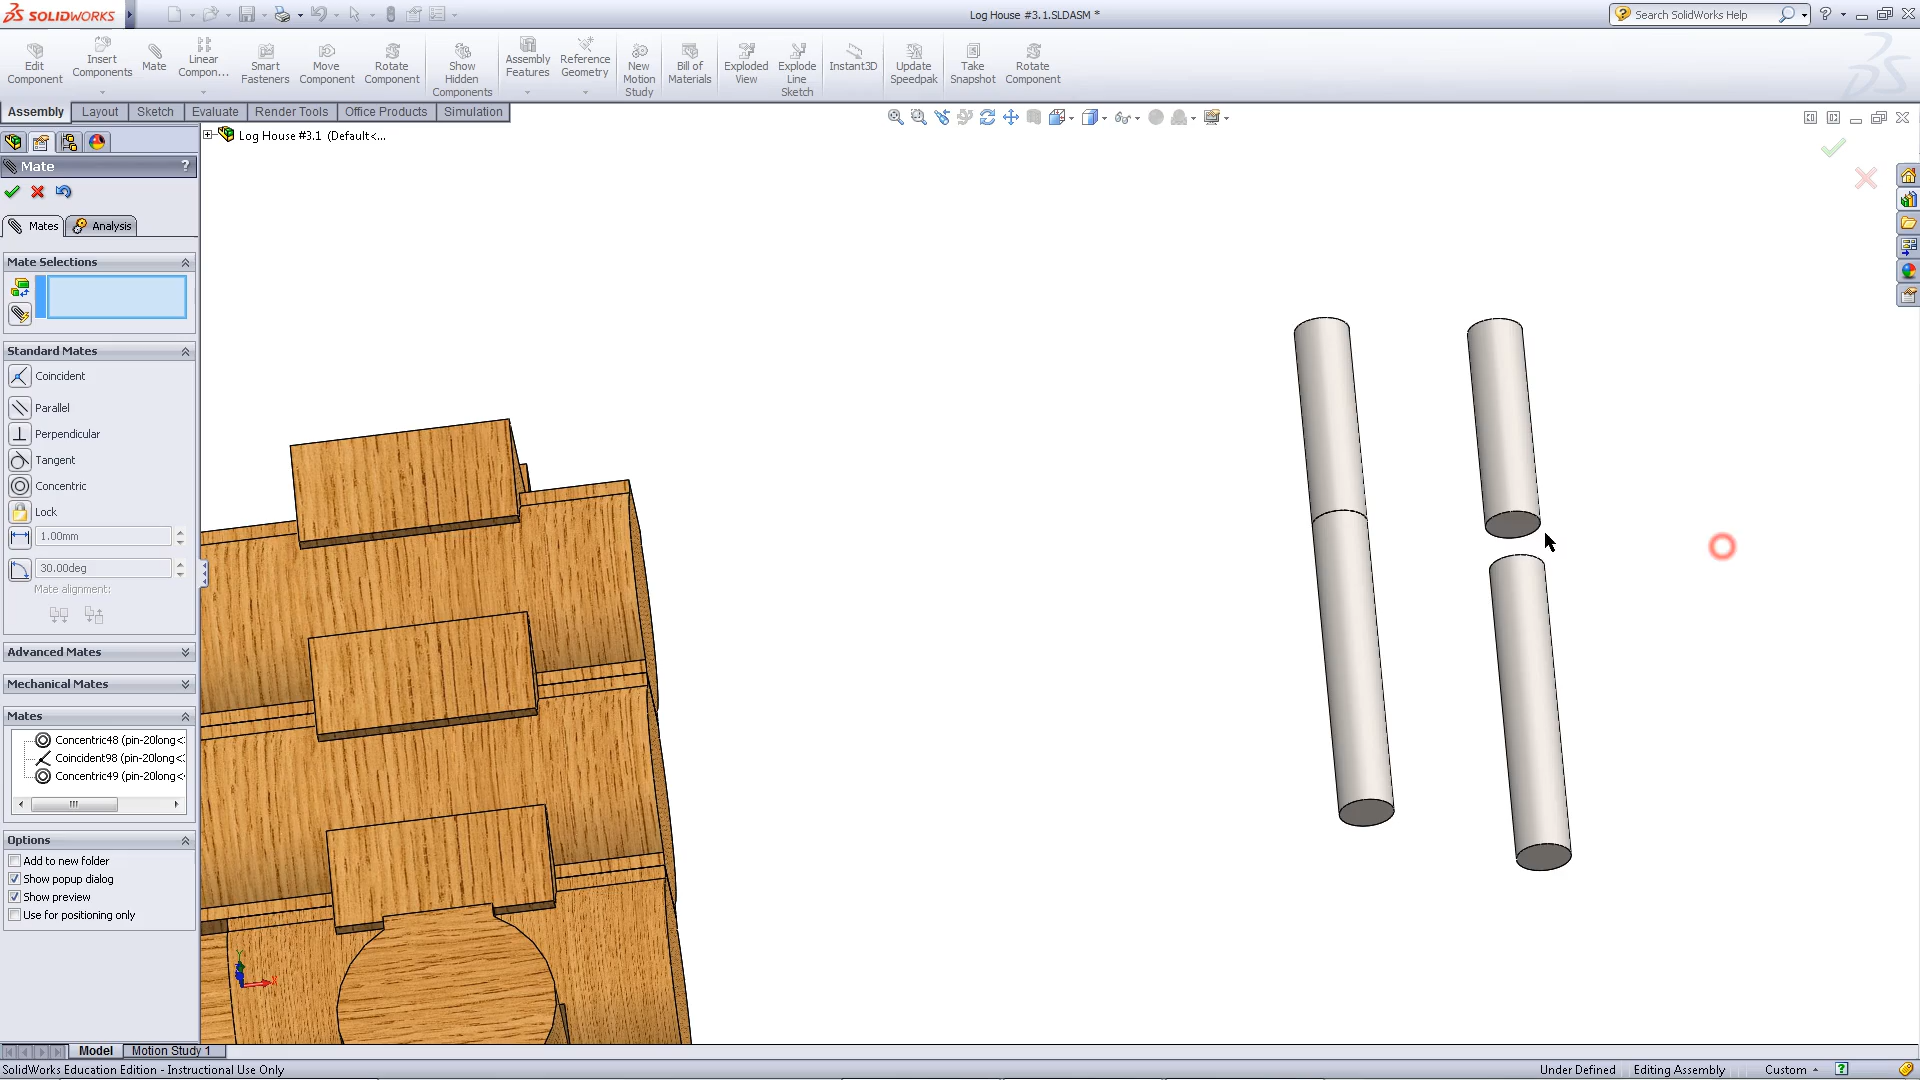 SOLIDWORKS
Log House #3.1.SLDASM *
Search SolidWorks Help
Edit Component
Insert Components
Mate
Linear Compon...
Smart Fasteners
Move Component
Rotate Component
Show Hidden Components
Assembly Features
Reference Geometry
New Motion Study
Bill of Materials
Exploded View
Explode Line Sketch
Instant3D
Update Speedpak
Take Snapshot
Rotate Component
Assembly
Layout
Sketch
Evaluate
Render Tools
Office Products
Simulation
Log House #3.1 (Default<...
Mate
?
Mates
Analysis
Mate Selections
Standard Mates
Coincident
Parallel
Perpendicular
Tangent
Concentric
Lock
1.00mm
30.00deg
Mate alignment:
Advanced Mates
Mechanical Mates
Mates
Concentric48 (pin-20long<
Coincident98 (pin-20long<
Concentric49 (pin-20long<
Options
Add to new folder
Show popup dialog
Show preview
Use for positioning only
Model
Motion Study 1
SolidWorks Education Edition - Instructional Use Only
Under Defined
Editing Assembly
Custom